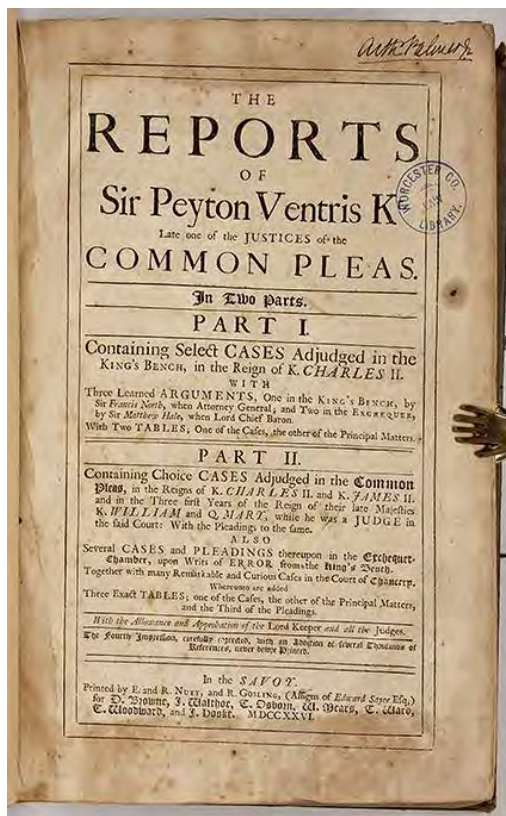 Arthr Palmer Jr
THE
REPORTS
OF
Sir Peyton Ventris K
Late one of the JUSTICES of the
COMMON PLEAS.
WORCESTER CO.
LAW
LIBRARY.
In Two Parts.
PART I.
Containing Select CASES Adjudged in the
KING'S BENCH, in the Reign of K. CHARLES II.
WITH
Three Learned ARGUMENTS, One in the KING'S BENCH, by
Sir Francis North, when Attorney General; and Two in the EXCHEQUER,
by Sir Matthew Hale, when Lord Chief Baron.
With Two TABLES; One of the Cases, the other of the Principal Matters.
PART II.
Containing Choice CASES Adjudged in the Common
Pleas, in the Reigns of K. CHARLES II. and K. JAMES II.
and in the Three first Years of the Reign of their late Majesties
K. WILLIAM and Q. MARY, while he was a JUDGE in
the said Court: With the Pleadings to the same.
ALSO
Several CASES and PLEADINGS thereupon in the Exchequer-
Chamber, upon Writs of ERROR from the King's Bench.
Together with many Remarkable and Curious Cases in the Court of Chancery.
Whereunto are added
Three Exact TABLES; one of the Cases, the other of the Principal Matters,
and the Third of the Pleadings.
With the Allowance and Approbation of the Lord Keeper and all the Judges.
The Fourth Impression, carefully corrected, with an Addition of several Thousands of
References, never before Printed.
In the SAVOY:
Printed by E. and R. NUTT, and R. GOSLING, (Assigns of Edward Sayer Esq;)
for D. Browne, J. Walthoe, T. Osborn, W. Mears, T. Ward,
T. Woodward, and J. Hooke. MDCCXXVI.